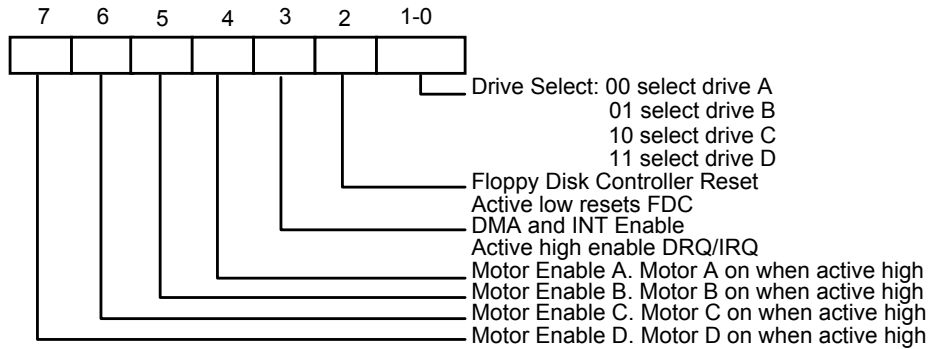 7 6 5 4 3 2 1-0
Drive Select: 00 select drive A
01 select drive B
10 select drive C
11 select drive D
Floppy Disk Controller Reset
Active low resets FDC
DMA and INT Enable
Active high enable DRQ/IRQ
Motor Enable A. Motor A on when active high
Motor Enable B. Motor B on when active high
Motor Enable C. Motor C on when active high
Motor Enable D. Motor D on when active high